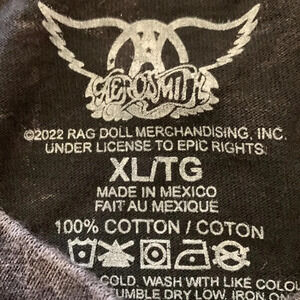 AEROSMITH
©2022 RAG DOLL MERCHANDISING, INC.
UNDER LICENSE TO EPIC RIGHTS.
XL/TG
MADE IN MEXICO
FAIT AU MEXIQUE
100% COTTON / COTON
COLD. WASH WITH LIKE COLOU
TUMBLE DRY LOW. IRON ON